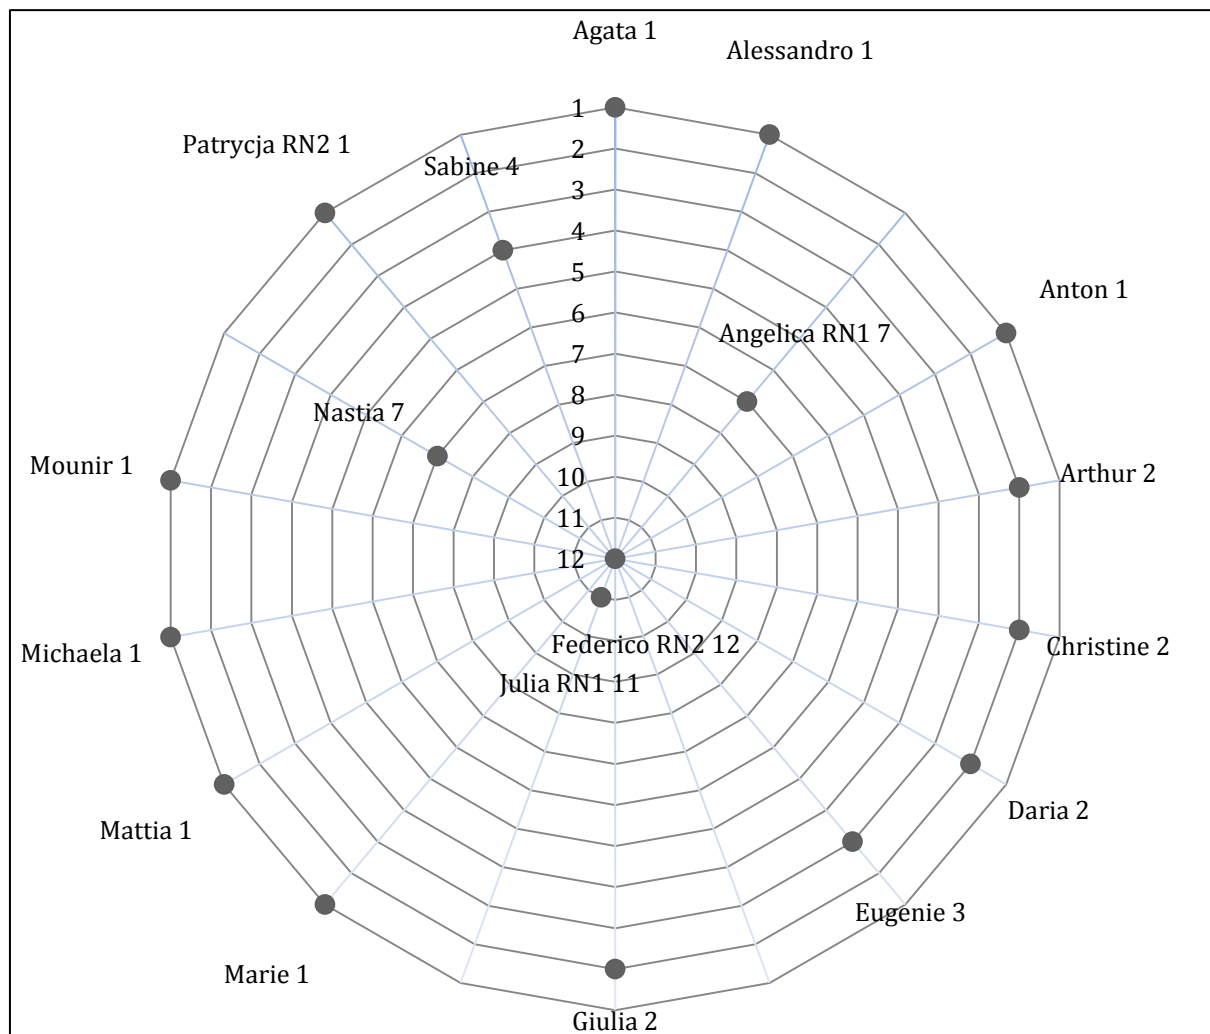 Agata 1
Alessandro 1
1
Patrycja RN2 1
2
Sabine 4
3
4
5
Anton 1
6
Angelica RN1 7
7
8
Nastia 7
9
Mounir 1
10
Arthur 2
11
12
Federico RN2 12
Christine 2
Michaela 1
Julia RN1 11
Daria 2
Mattia 1
Eugenie 3
Marie 1
Giulia 2